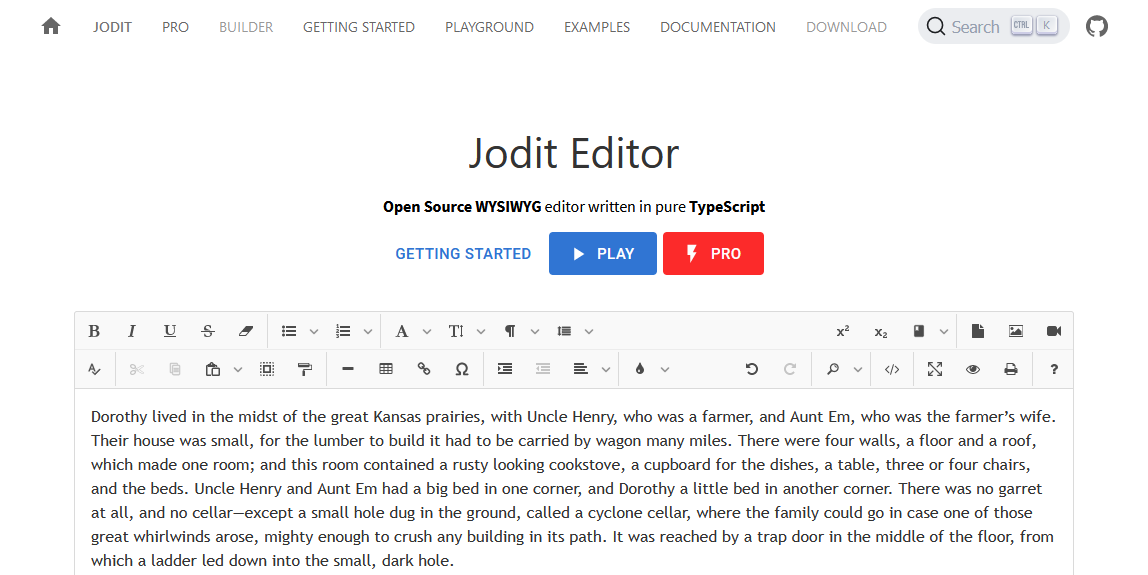 JODIT PRO BUILDER GETTING STARTED PLAYGROUND EXAMPLES DOCUMENTATION DOWNLOAD Search CTRL K
Jodit Editor
Open Source WYSIWYG editor written in pure TypeScript
GETTING STARTED PLAY PRO
B I U S A T ¶ x² x₂
Ω </> ?
Dorothy lived in the midst of the great Kansas prairies, with Uncle Henry, who was a farmer, and Aunt Em, who was the farmer’s wife.
Their house was small, for the lumber to build it had to be carried by wagon many miles. There were four walls, a floor and a roof,
which made one room; and this room contained a rusty looking cookstove, a cupboard for the dishes, a table, three or four chairs,
and the beds. Uncle Henry and Aunt Em had a big bed in one corner, and Dorothy a little bed in another corner. There was no garret
at all, and no cellar—except a small hole dug in the ground, called a cyclone cellar, where the family could go in case one of those
great whirlwinds arose, mighty enough to crush any building in its path. It was reached by a trap door in the middle of the floor, from
which a ladder led down into the small, dark hole.